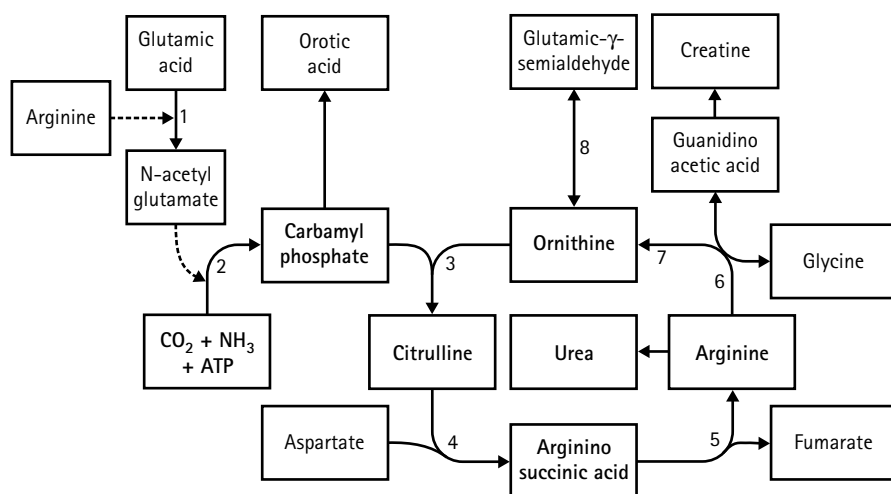 Glutamic
acid
Orotic
acid
Glutamic-γ-
semialdehyde
Creatine
Arginine
1
N-acetyl
glutamate
8
Guanidino
acetic acid
2
Carbamyl
phosphate
3
Ornithine
7
6
Glycine
CO₂ + NH₃
+ ATP
Citrulline
Urea
Arginine
Aspartate
4
Arginino
succinic acid
5
Fumarate